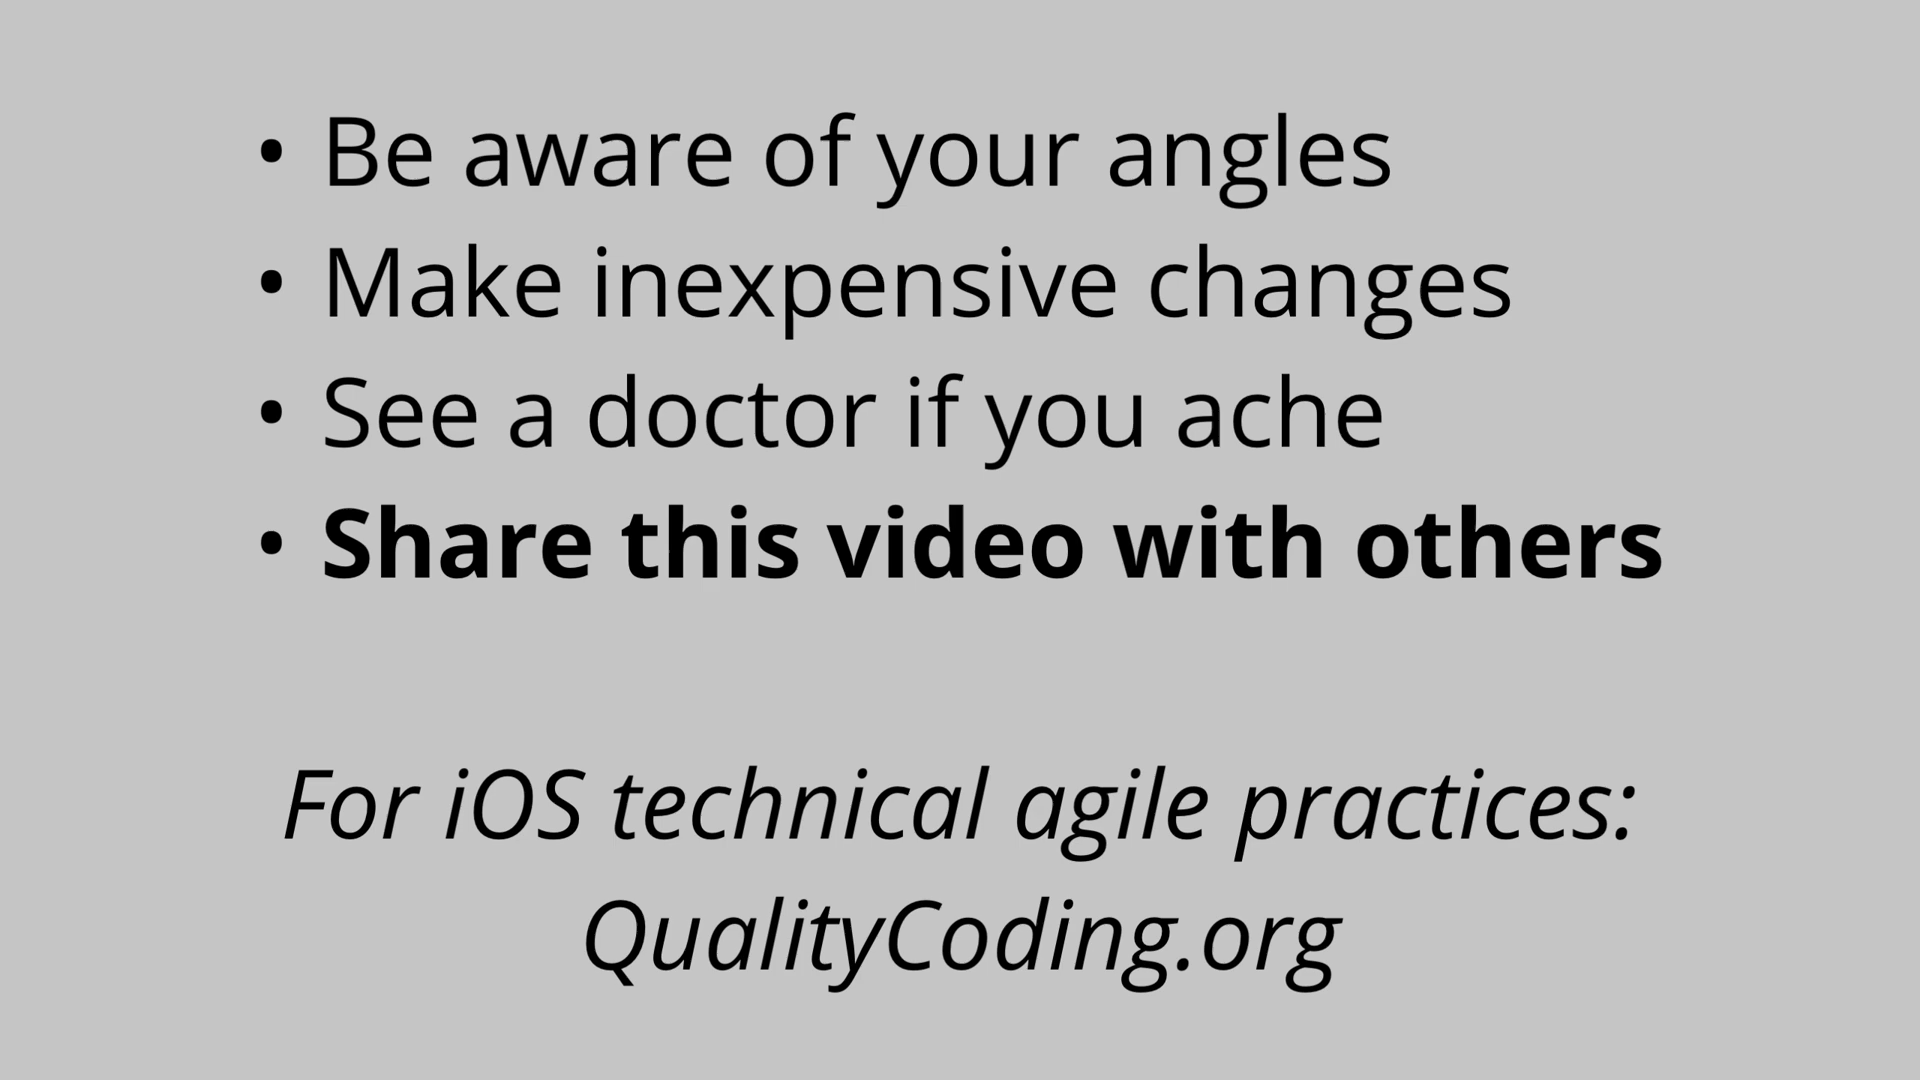 • Be aware of your angles
• Make inexpensive changes
• See a doctor if you ache
• Share this video with others
For iOS technical agile practices:
QualityCoding.org